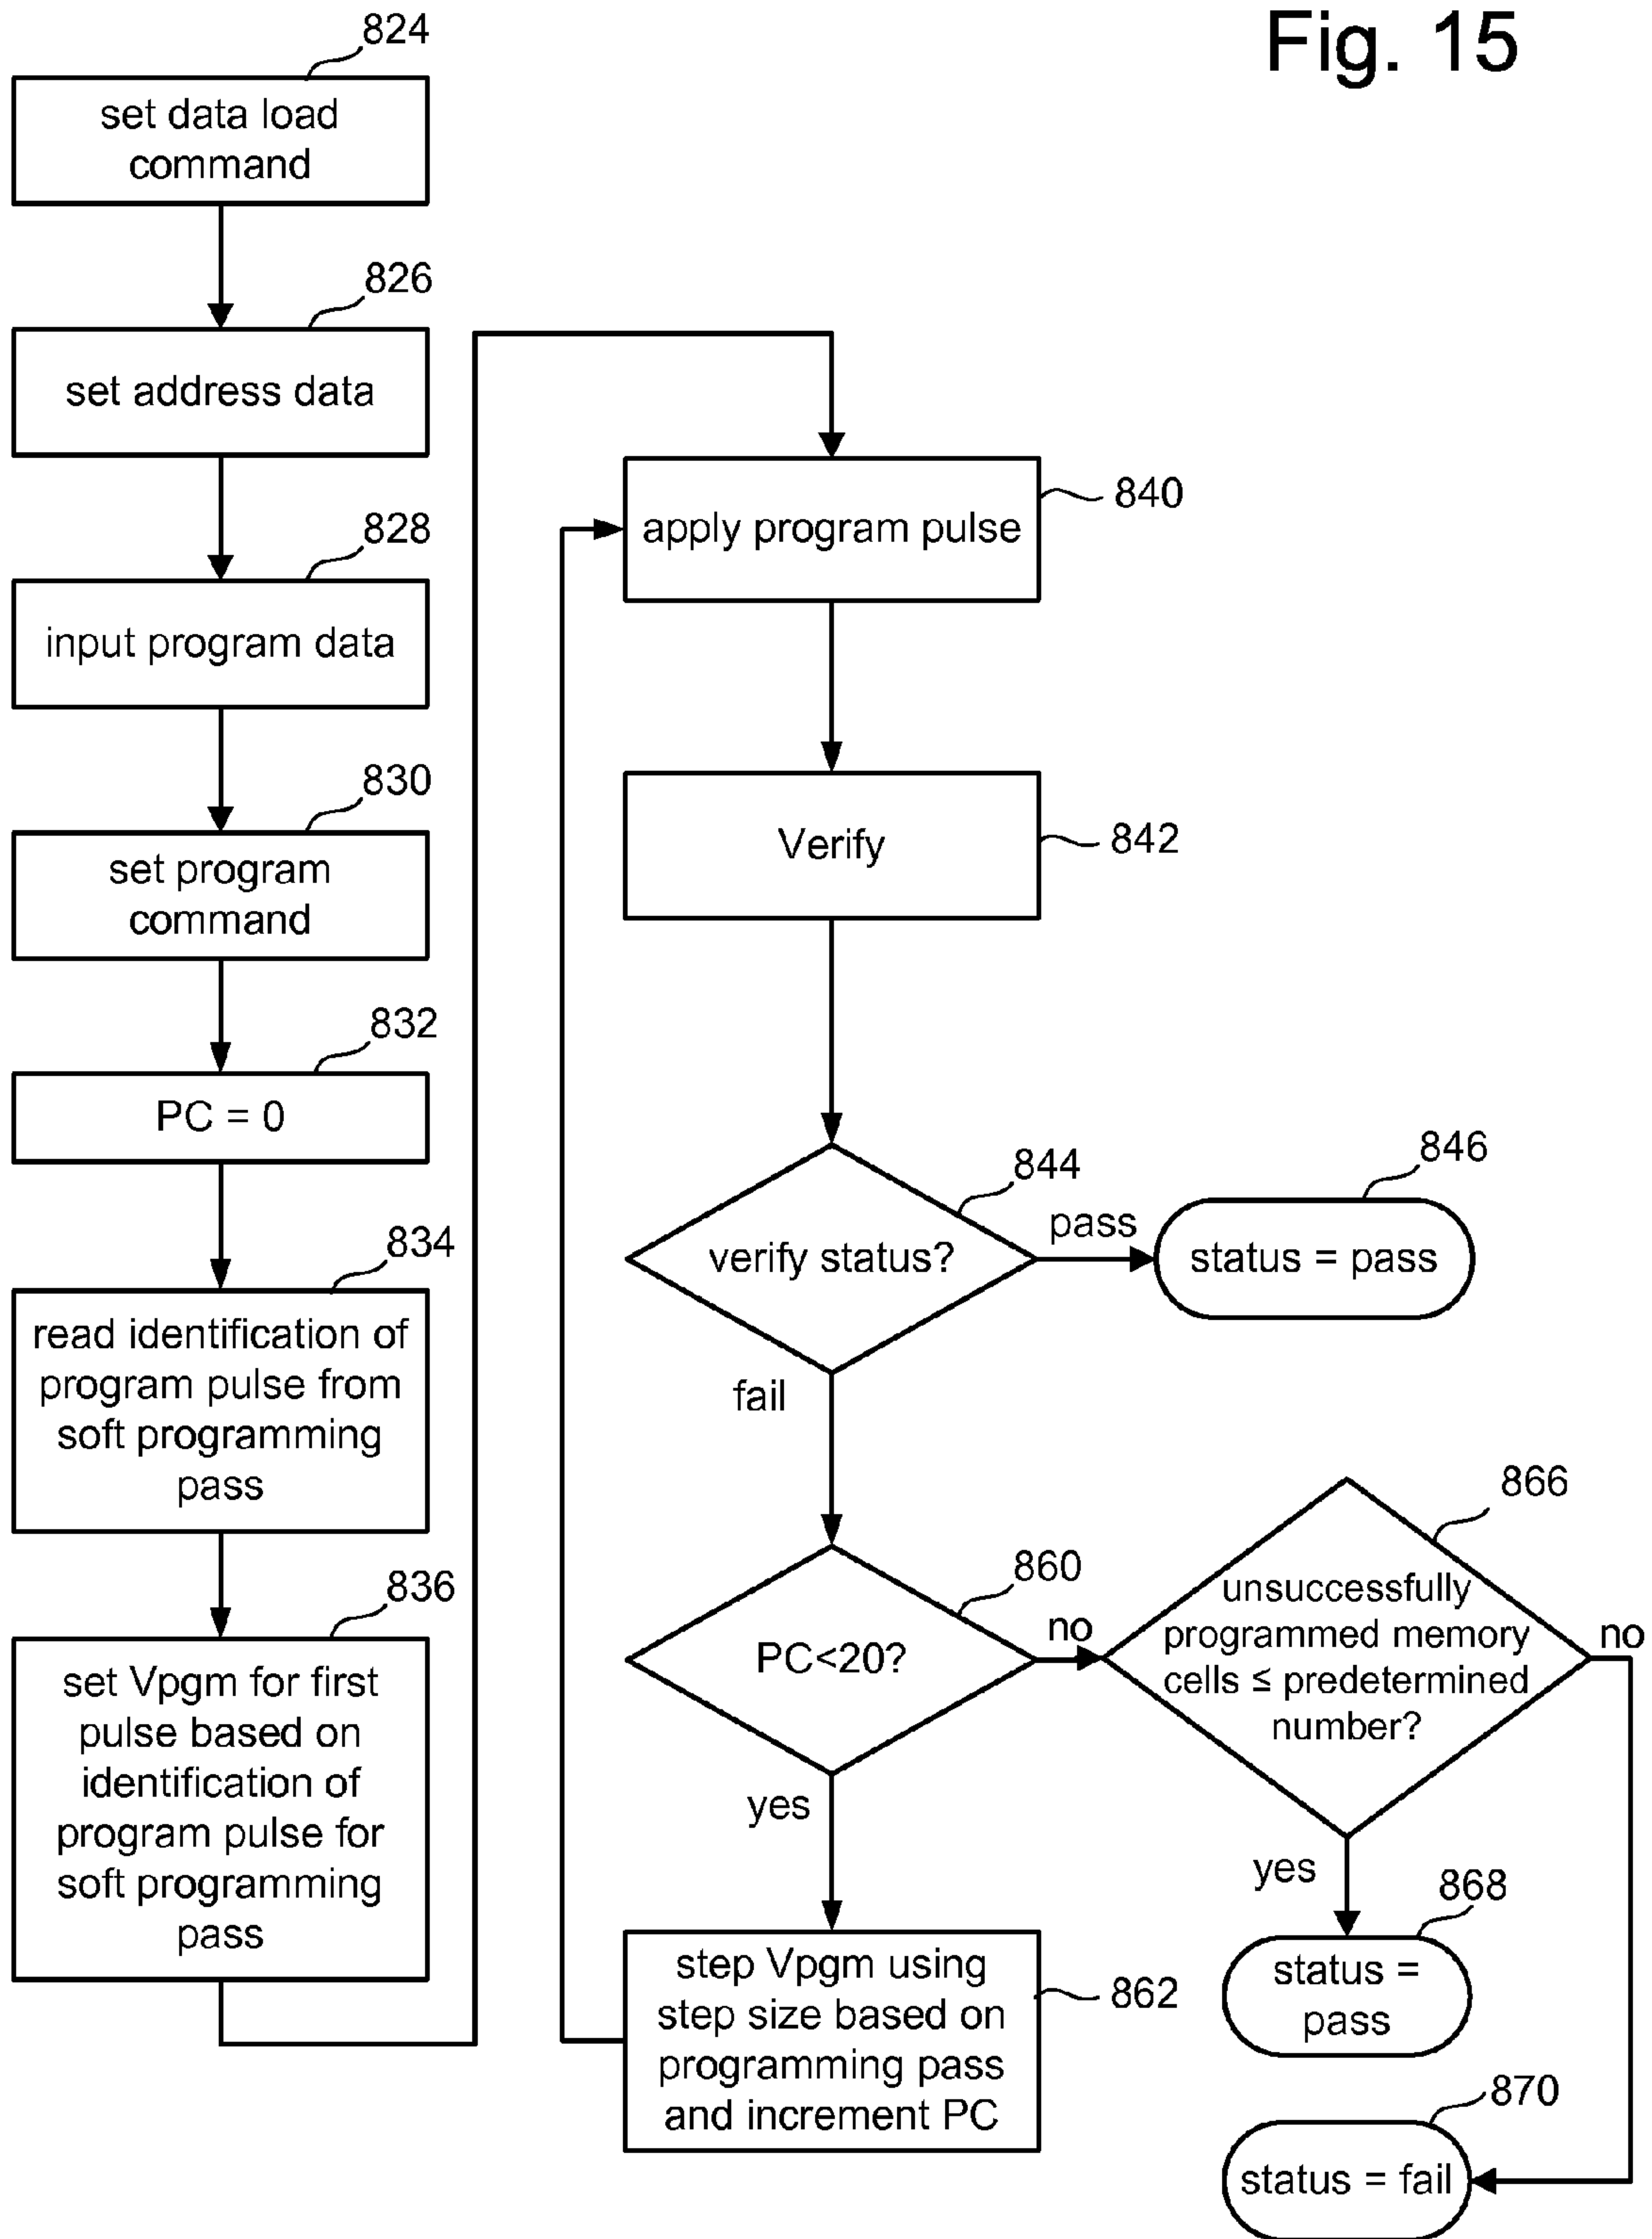 Fig. 15
824
set data load
command
826
set address data
828
input program data
830
set program
command
832
PC = 0
834
read identification of
program pulse from
soft programming
pass
836
set Vpgm for first
pulse based on
identification of
program pulse for
soft programming
pass
840
apply program pulse
842
Verify
844
verify status?
pass
846
status = pass
fail
860
PC<20?
no
866
unsuccessfully
programmed memory
cells ≤ predetermined
number?
no
yes
862
step Vpgm using
step size based on
programming pass
and increment PC
yes
868
status =
pass
870
status = fail